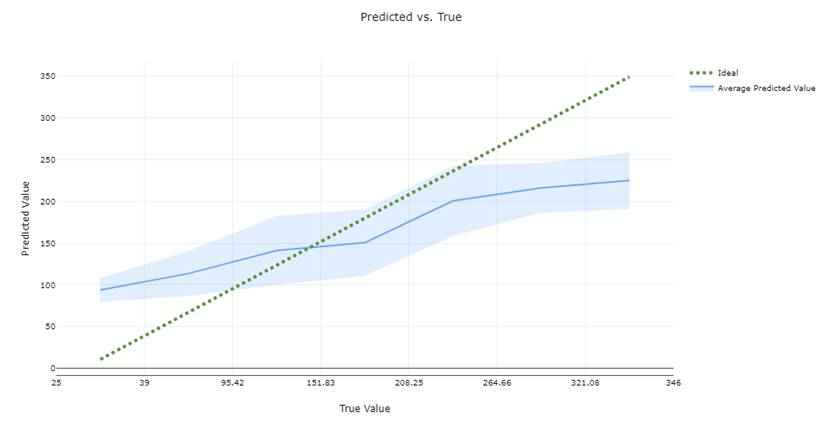 Predicted vs. True
Ideal
Average Predicted Value
Predicted Value
350
300
250
200
150
100
50
0
25 39 95.42 151.83 208.25 264.66 321.08 346
True Value